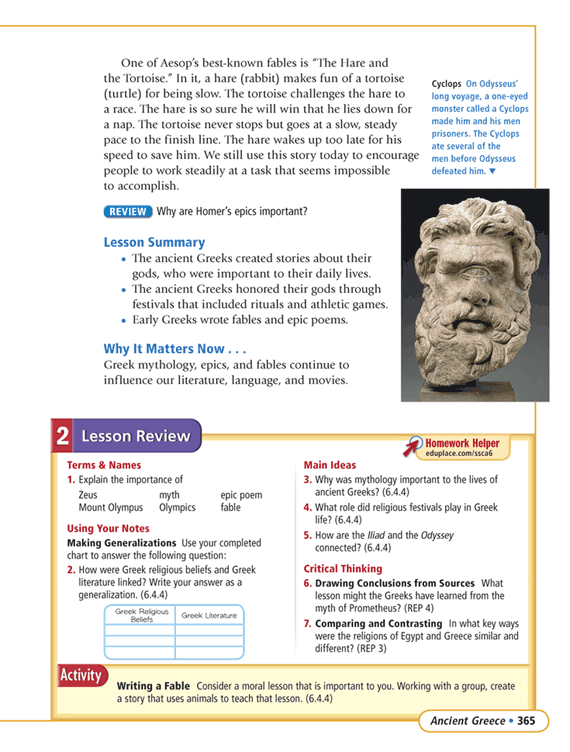 One of Aesop's best-known fables is "The Hare and
the Tortoise." In it, a hare (rabbit) makes fun of a tortoise
(turtle) for being slow. The tortoise challenges the hare to
a race. The hare is so sure he will win that he lies down for
a nap. The tortoise never stops but goes at a slow, steady
pace to the finish line. The hare wakes up too late for his
speed to save him. We still use this story today to encourage
people to work steadily at a task that seems impossible
to accomplish.
REVIEW Why are Homer's epics important?
Lesson Summary
• The ancient Greeks created stories about their
gods, who were important to their daily lives.
• The ancient Greeks honored their gods through
festivals that included rituals and athletic games.
• Early Greeks wrote fables and epic poems.
Why It Matters Now . . .
Greek mythology, epics, and fables continue to
influence our literature, language, and movies.
Cyclops On Odysseus'
long voyage, a one-eyed
monster called a Cyclops
made him and his men
prisoners. The Cyclops
ate several of the
men before Odysseus
defeated him. ▼
2 Lesson Review
Homework Helper
eduplace.com/ssca6
Terms & Names
1. Explain the importance of
Zeus myth epic poem
Mount Olympus Olympics fable
Using Your Notes
Making Generalizations Use your completed
chart to answer the following question:
2. How were Greek religious beliefs and Greek
literature linked? Write your answer as a
generalization. (6.4.4)
Greek Religious
Beliefs
Greek Literature
Main Ideas
3. Why was mythology important to the lives of
ancient Greeks? (6.4.4)
4. What role did religious festivals play in Greek
life? (6.4.4)
5. How are the Iliad and the Odyssey
connected? (6.4.4)
Critical Thinking
6. Drawing Conclusions from Sources What
lesson might the Greeks have learned from the
myth of Prometheus? (REP 4)
7. Comparing and Contrasting In what key ways
were the religions of Egypt and Greece similar and
different? (REP 3)
Activity
Writing a Fable Consider a moral lesson that is important to you. Working with a group, create
a story that uses animals to teach that lesson. (6.4.4)
Ancient Greece • 365